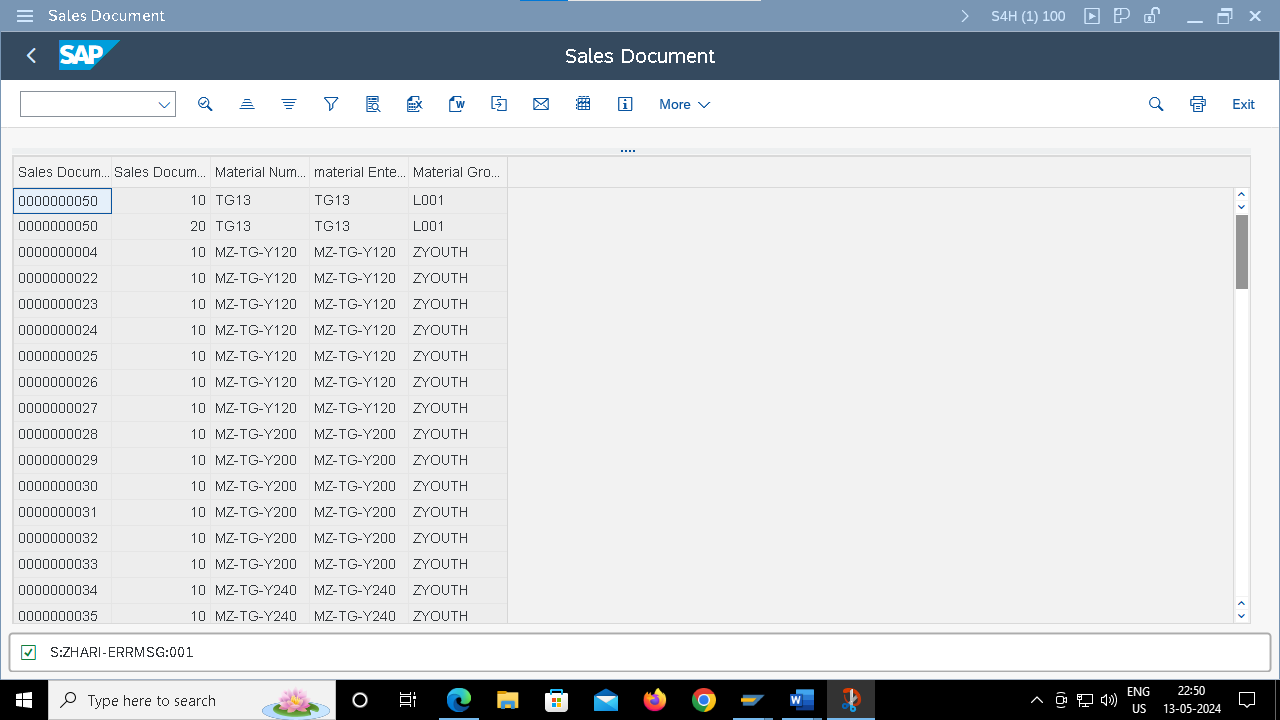 Sales Document
S4H (1) 100
SAP
Sales Document
More
Exit
Sales Docum... Sales Docum... Material Num... material Ente... Material Gro...
0000000050 10 TG13 TG13 L001
0000000050 20 TG13 TG13 L001
0000000004 10 MZ-TG-Y120 MZ-TG-Y120 ZYOUTH
0000000022 10 MZ-TG-Y120 MZ-TG-Y120 ZYOUTH
0000000023 10 MZ-TG-Y120 MZ-TG-Y120 ZYOUTH
0000000024 10 MZ-TG-Y120 MZ-TG-Y120 ZYOUTH
0000000025 10 MZ-TG-Y120 MZ-TG-Y120 ZYOUTH
0000000026 10 MZ-TG-Y120 MZ-TG-Y120 ZYOUTH
0000000027 10 MZ-TG-Y120 MZ-TG-Y120 ZYOUTH
0000000028 10 MZ-TG-Y200 MZ-TG-Y200 ZYOUTH
0000000029 10 MZ-TG-Y200 MZ-TG-Y200 ZYOUTH
0000000030 10 MZ-TG-Y200 MZ-TG-Y200 ZYOUTH
0000000031 10 MZ-TG-Y200 MZ-TG-Y200 ZYOUTH
0000000032 10 MZ-TG-Y200 MZ-TG-Y200 ZYOUTH
0000000033 10 MZ-TG-Y200 MZ-TG-Y200 ZYOUTH
0000000034 10 MZ-TG-Y240 MZ-TG-Y240 ZYOUTH
0000000035 10 MZ-TG-Y240 MZ-TG-Y240 ZYOUTH
S:ZHARI-ERRMSG:001
Type here to search
ENG
US
22:50
13-05-2024